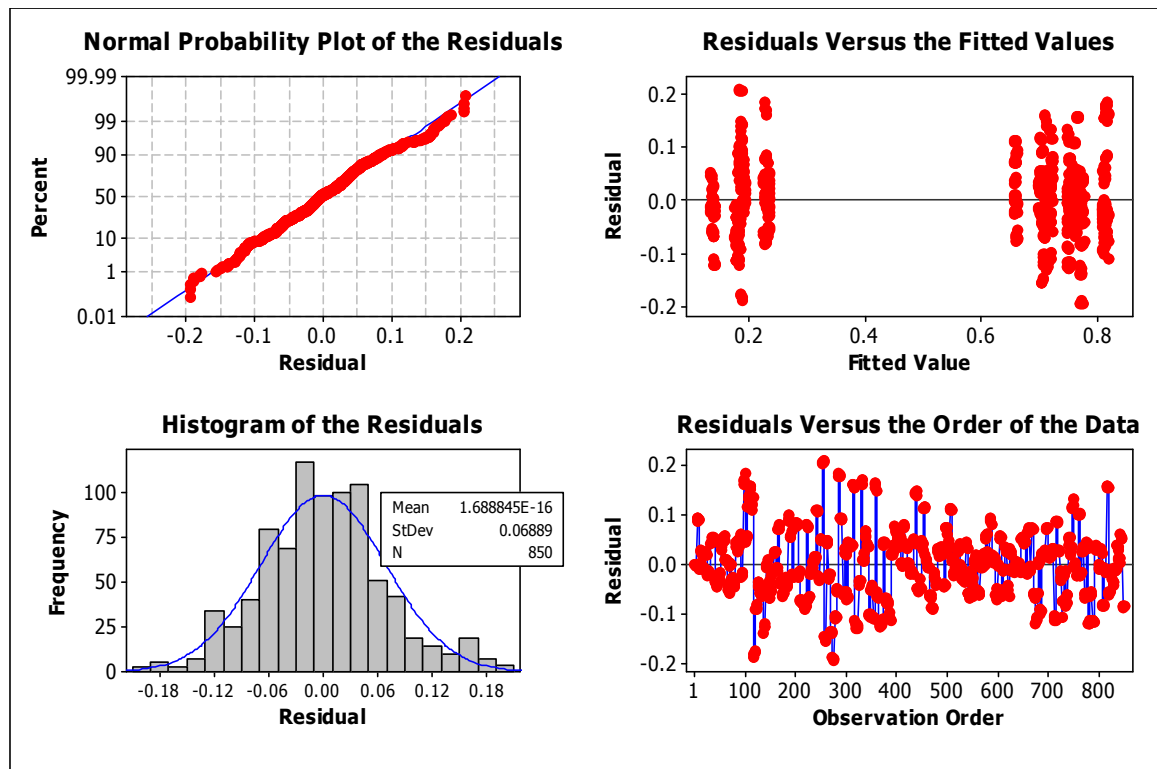 Normal Probability Plot of the Residuals
99.99
99
90
50
10
1
0.01
Percent
-0.2 -0.1 0.0 0.1 0.2
Residual
Residuals Versus the Fitted Values
0.2
0.1
0.0
-0.1
-0.2
Residual
0.2 0.4 0.6 0.8
Fitted Value
Histogram of the Residuals
100
75
50
25
0
Frequency
Mean 1.688845E-16
StDev 0.06889
N 850
-0.18 -0.12 -0.06 0.00 0.06 0.12 0.18
Residual
Residuals Versus the Order of the Data
0.2
0.1
0.0
-0.1
-0.2
Residual
1 100 200 300 400 500 600 700 800
Observation Order